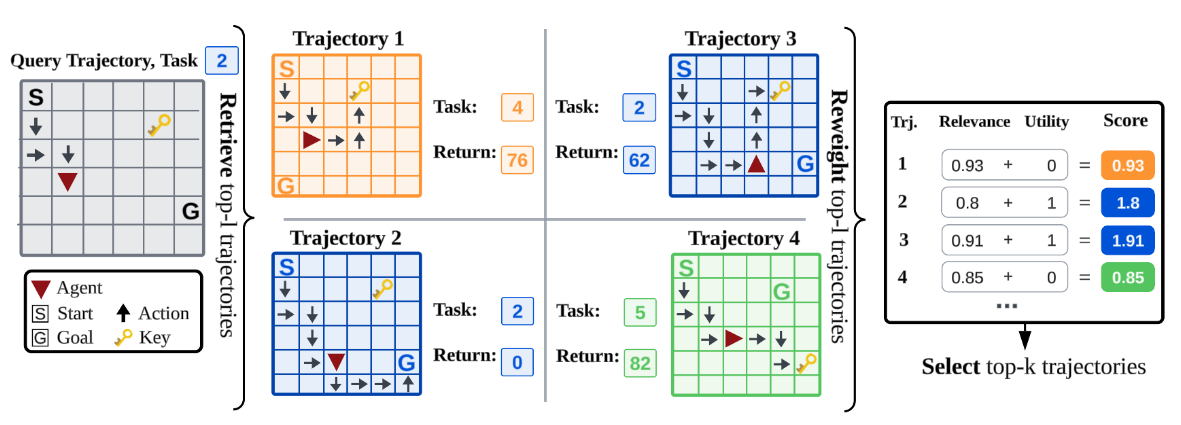 Query Trajectory, Task 2
S
G
Agent
S Start
Action
G Goal
Key
Retrieve top-l trajectories
Trajectory 1
S
G
Task: 4
Return: 76
Trajectory 2
S
G
Task: 2
Return: 0
Trajectory 3
S
G
Task: 2
Return: 62
Trajectory 4
S
G
Task: 5
Return: 82
Reweight top-l trajectories
Trj. Relevance Utility Score
1 0.93 + 0 = 0.93
2 0.8 + 1 = 1.8
3 0.91 + 1 = 1.91
4 0.85 + 0 = 0.85
...
Select top-k trajectories